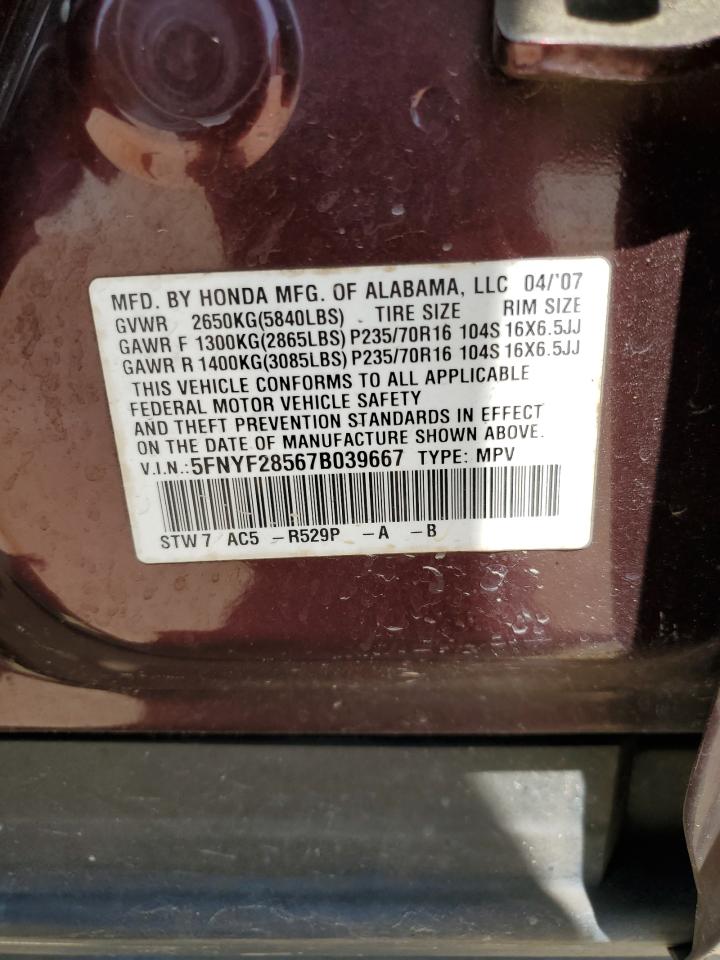 MFD. BY HONDA MFG. OF ALABAMA, LLC 04/'07
GVWR 2650KG(5840LBS) TIRE SIZE RIM SIZE
GAWR F 1300KG(2865LBS) P235/70R16 104S 16X6.5JJ
GAWR R 1400KG(3085LBS) P235/70R16 104S 16X6.5JJ
THIS VEHICLE CONFORMS TO ALL APPLICABLE
FEDERAL MOTOR VEHICLE SAFETY
AND THEFT PREVENTION STANDARDS IN EFFECT
ON THE DATE OF MANUFACTURE SHOWN ABOVE.
V.I.N.:5FNYF28567B039667 TYPE: MPV
STW7 AC5 -R529P -A -B